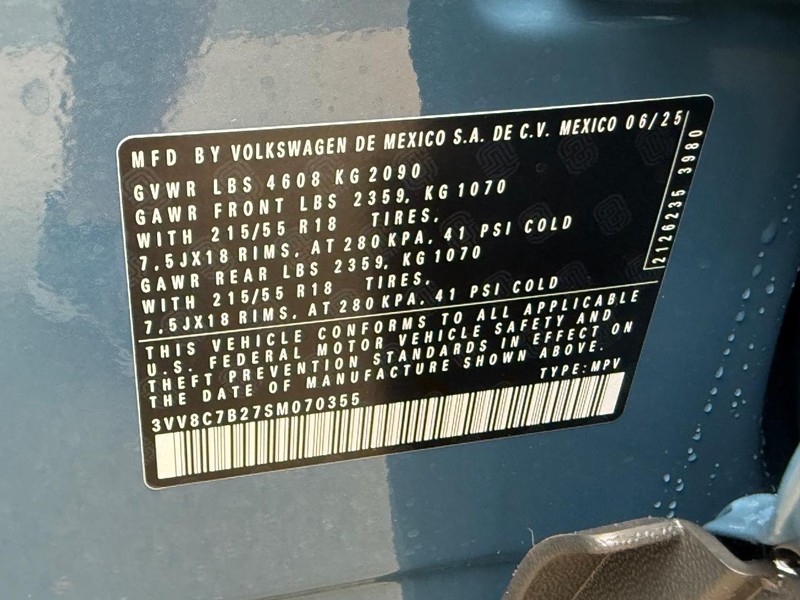 MFD BY VOLKSWAGEN DE MEXICO S.A. DE C.V. MEXICO 06/25
GVWR LBS 4608 KG 2090
GAWR FRONT LBS 2359, KG 1070
WITH 215/55 R18 TIRES,
7,5JX18 RIMS, AT 280 KPA, 41 PSI COLD
GAWR REAR LBS 2359, KG 1070
WITH 215/55 R18 TIRES,
7,5JX18 RIMS, AT 280 KPA, 41 PSI COLD
2126235 3980
THIS VEHICLE CONFORMS TO ALL APPLICABLE
U.S. FEDERAL MOTOR VEHICLE SAFETY AND
THEFT PREVENTION STANDARDS IN EFFECT ON
THE DATE OF MANUFACTURE SHOWN ABOVE.
TYPE: MPV
3VV8C7B27SM070355